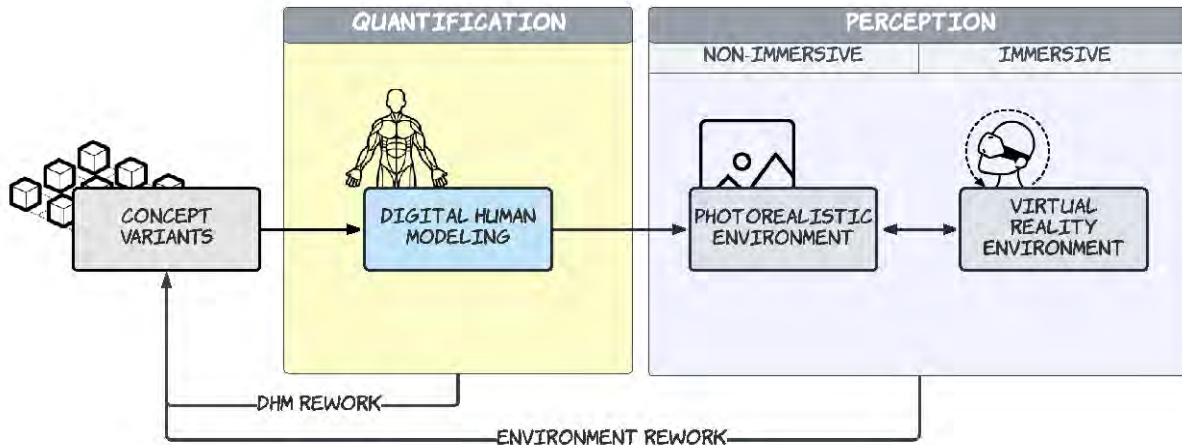 QUANTIFICATION
PERCEPTION
NON-IMMERSIVE
IMMERSIVE
CONCEPT
VARIANTS
DIGITAL HUMAN
MODELING
PHOTOREALISTIC
ENVIRONMENT
VIRTUAL
REALITY
ENVIRONMENT
DHM REWORK
ENVIRONMENT REWORK